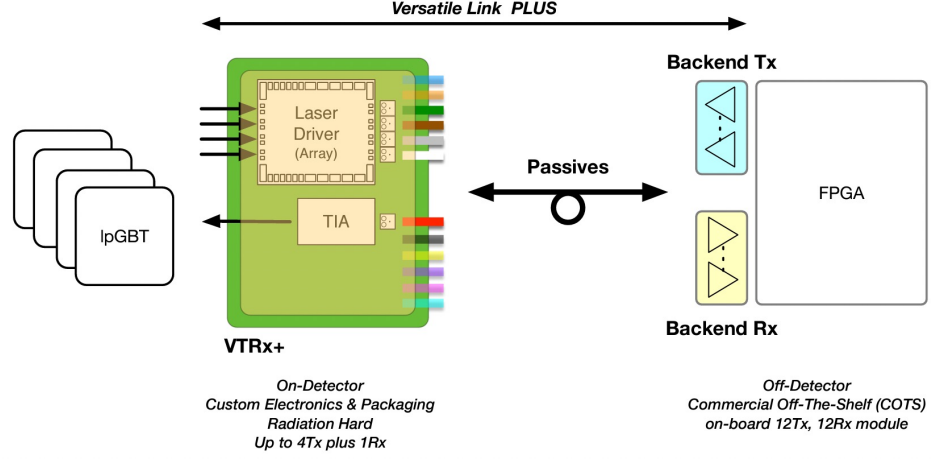 Versatile Link PLUS
Backend Tx
Laser
Driver
(Array)
Passives
FPGA
TIA
lpGBT
Backend Rx
VTRx+
On-Detector
Custom Electronics & Packaging
Radiation Hard
Up to 4Tx plus 1Rx
Off-Detector
Commercial Off-The-Shelf (COTS)
on-board 12Tx, 12Rx module